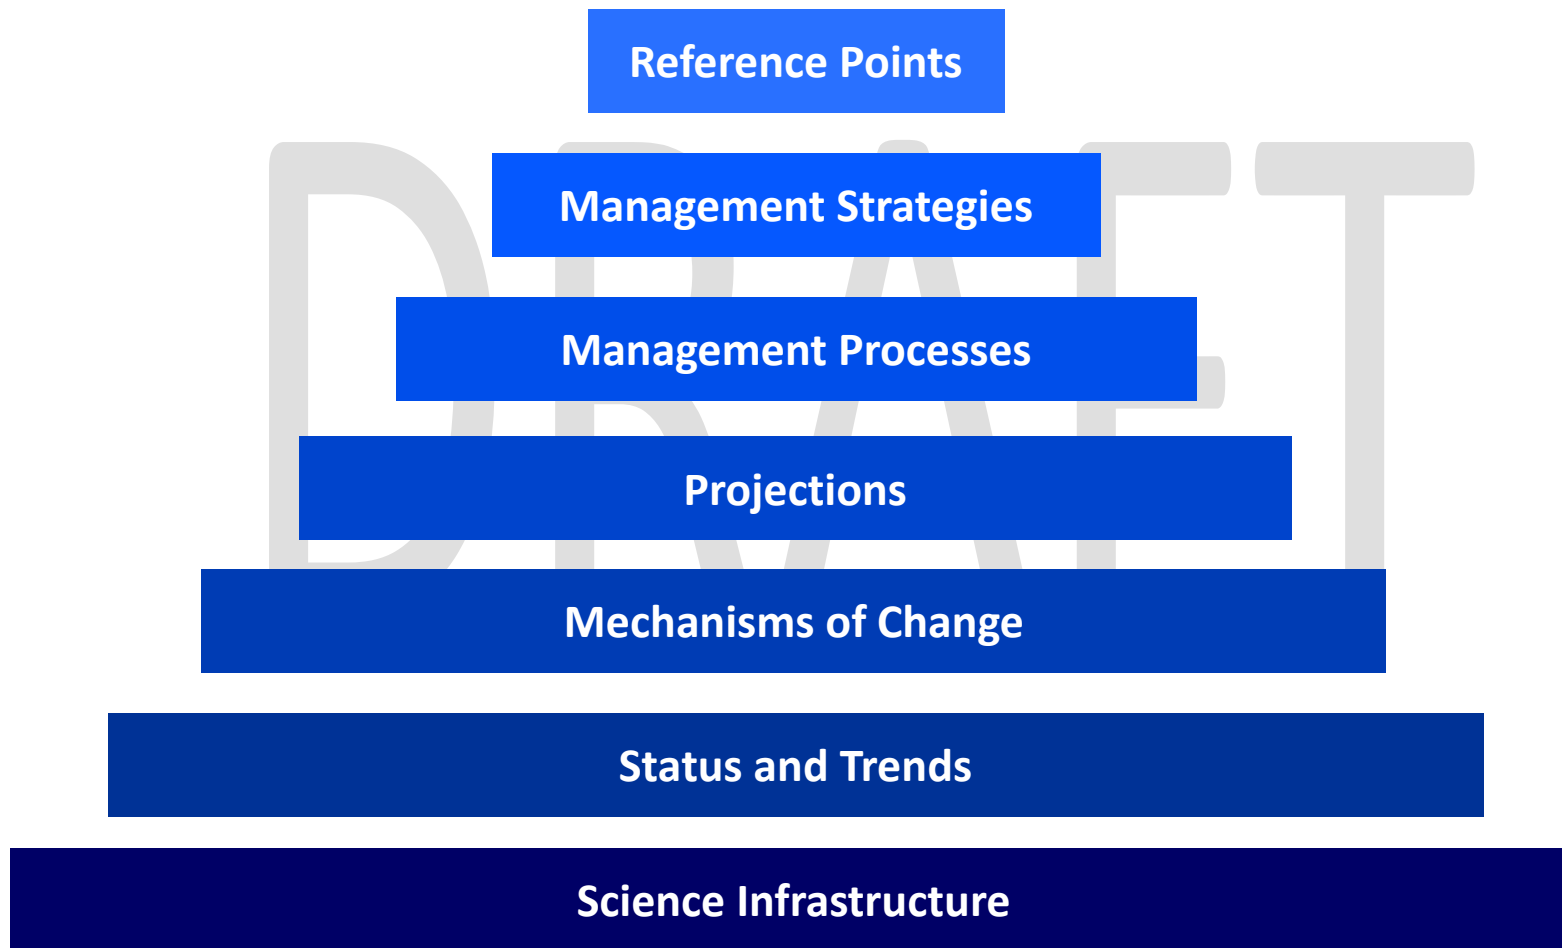 Reference Points
DRAFT
Management Strategies
Management Processes
Projections
Mechanisms of Change
Status and Trends
Science Infrastructure